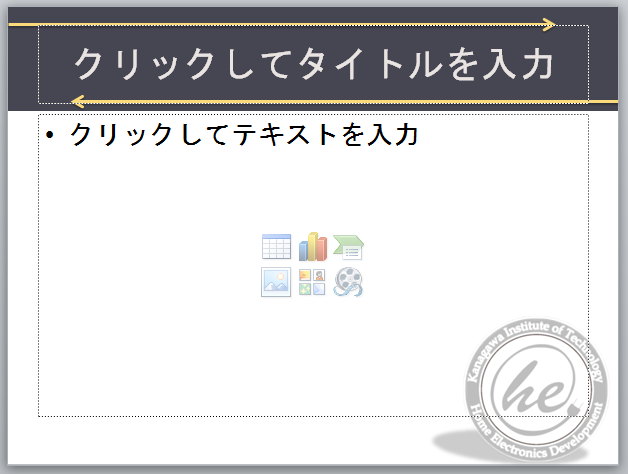 クリックしてタイトルを入力
• クリックしてテキストを入力
Kanagawa Institute of Technology
he.
Home Electronics Development